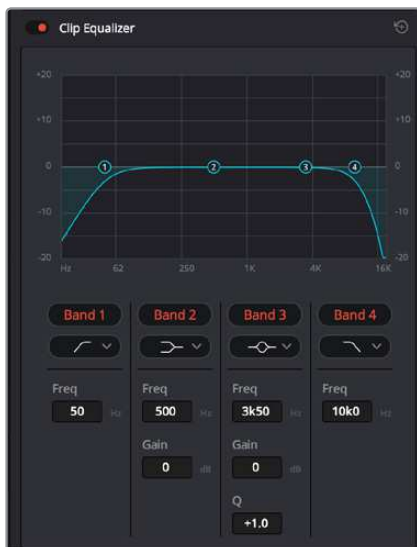 Clip Equalizer
+20 +20
+10 +10
0 1 2 3 4 0
-10 -10
-20 -20
Hz 62 250 1K 4K 16K
Band 1 Band 2 Band 3 Band 4
Freq Freq Freq Freq
50 Hz 500 Hz 3k50 Hz 10k0 Hz
Gain Gain
0 dB 0 dB
Q
+1.0